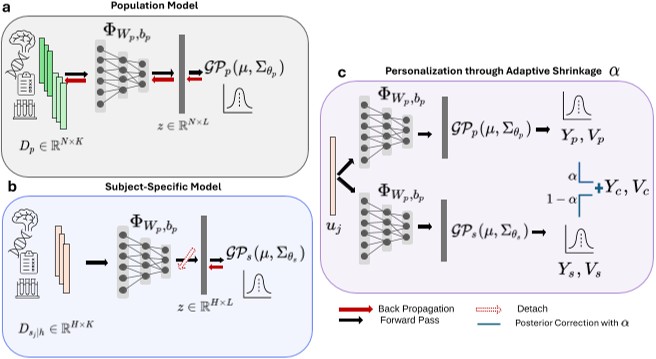 a
Population Model
Φ_{W_p,b_p}
GP_p(μ, Σ_{θ_p})
z ∈ ℝ^{N×L}
D_p ∈ ℝ^{N×K}
b
Subject-Specific Model
Φ_{W_p,b_p}
GP_s(μ, Σ_{θ_s})
z ∈ ℝ^{H×L}
D_{s_j|h} ∈ ℝ^{H×K}
c
Personalization through Adaptive Shrinkage α
Φ_{W_p,b_p}
GP_p(μ, Σ_{θ_p})
Y_p, V_p
u_j
α
1 − α
Y_c, V_c
Φ_{W_p,b_p}
GP_s(μ, Σ_{θ_s})
Y_s, V_s
Back Propagation
Forward Pass
Detach
Posterior Correction with α